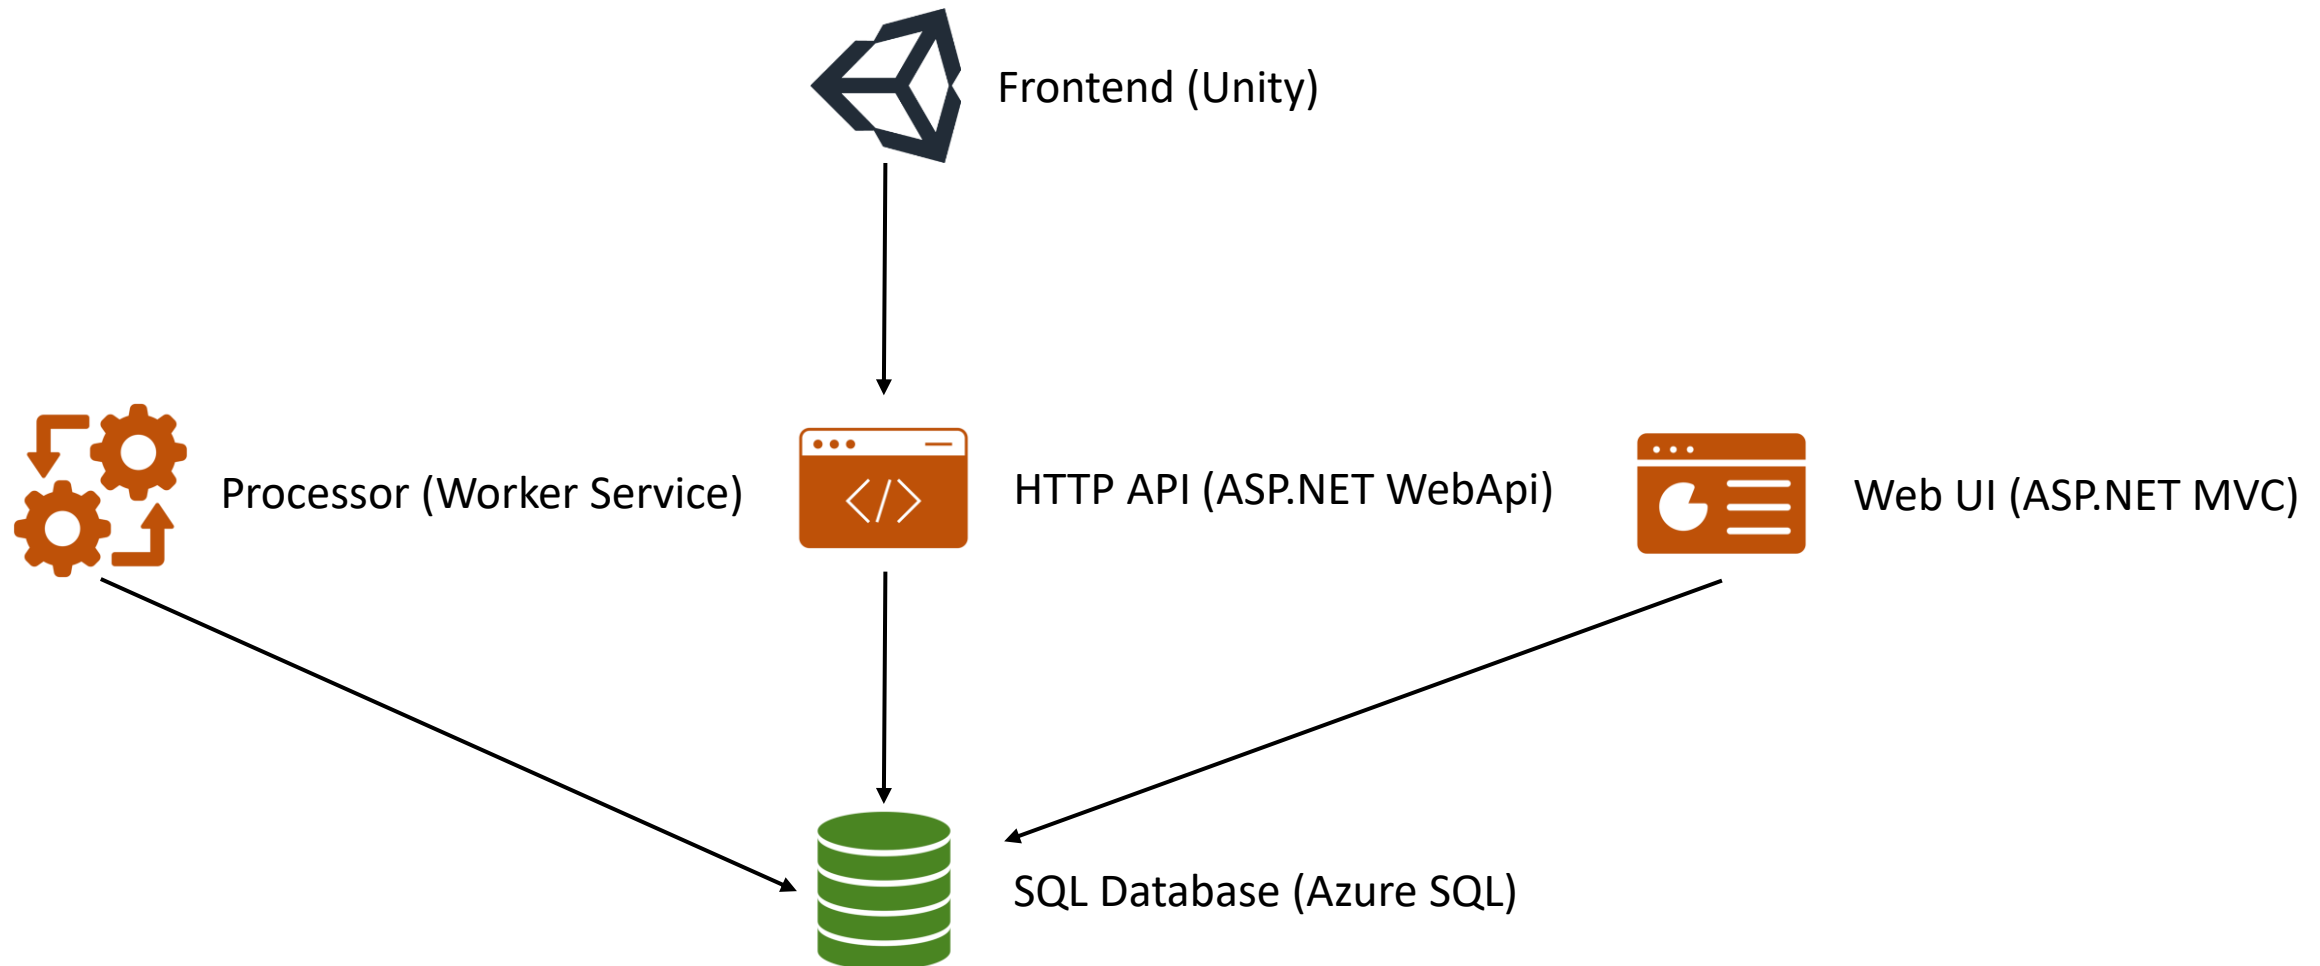 Frontend (Unity)
Processor (Worker Service)
HTTP API (ASP.NET WebApi)
Web UI (ASP.NET MVC)
SQL Database (Azure SQL)